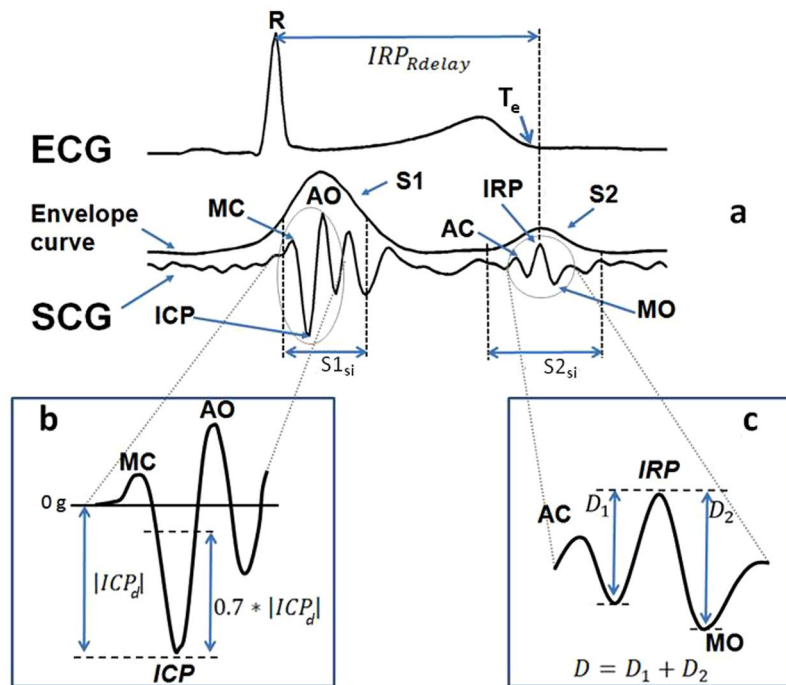 R
IRP_Rdelay
T_e
ECG
S1
AO
IRP
S2
MC
a
Envelope
curve
AC
SCG
ICP
MO
S1_si
S2_si
b
AO
MC
0 g
|ICP_d|
0.7 * |ICP_d|
ICP
c
IRP
D_1
D_2
AC
MO
D = D_1 + D_2